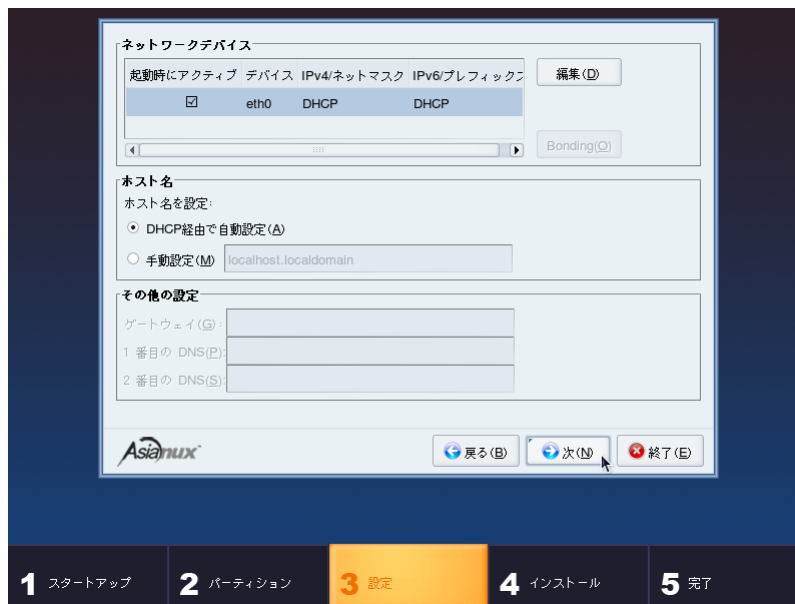 ネットワークデバイス
起動時にアクティブ デバイス IPv4/ネットマスク IPv6/プレフィックス
eth0 DHCP DHCP
編集(D)
Bonding(O)
ホスト名
ホスト名を設定:
DHCP経由で自動設定(A)
手動設定(M) localhost.localdomain
その他の設定
ゲートウェイ(G):
1 番目の DNS(P):
2 番目の DNS(S):
Asianux
戻る(B) 次(N) 終了(E)
1 スタートアップ 2 パーティション 3 設定 4 インストール 5 完了